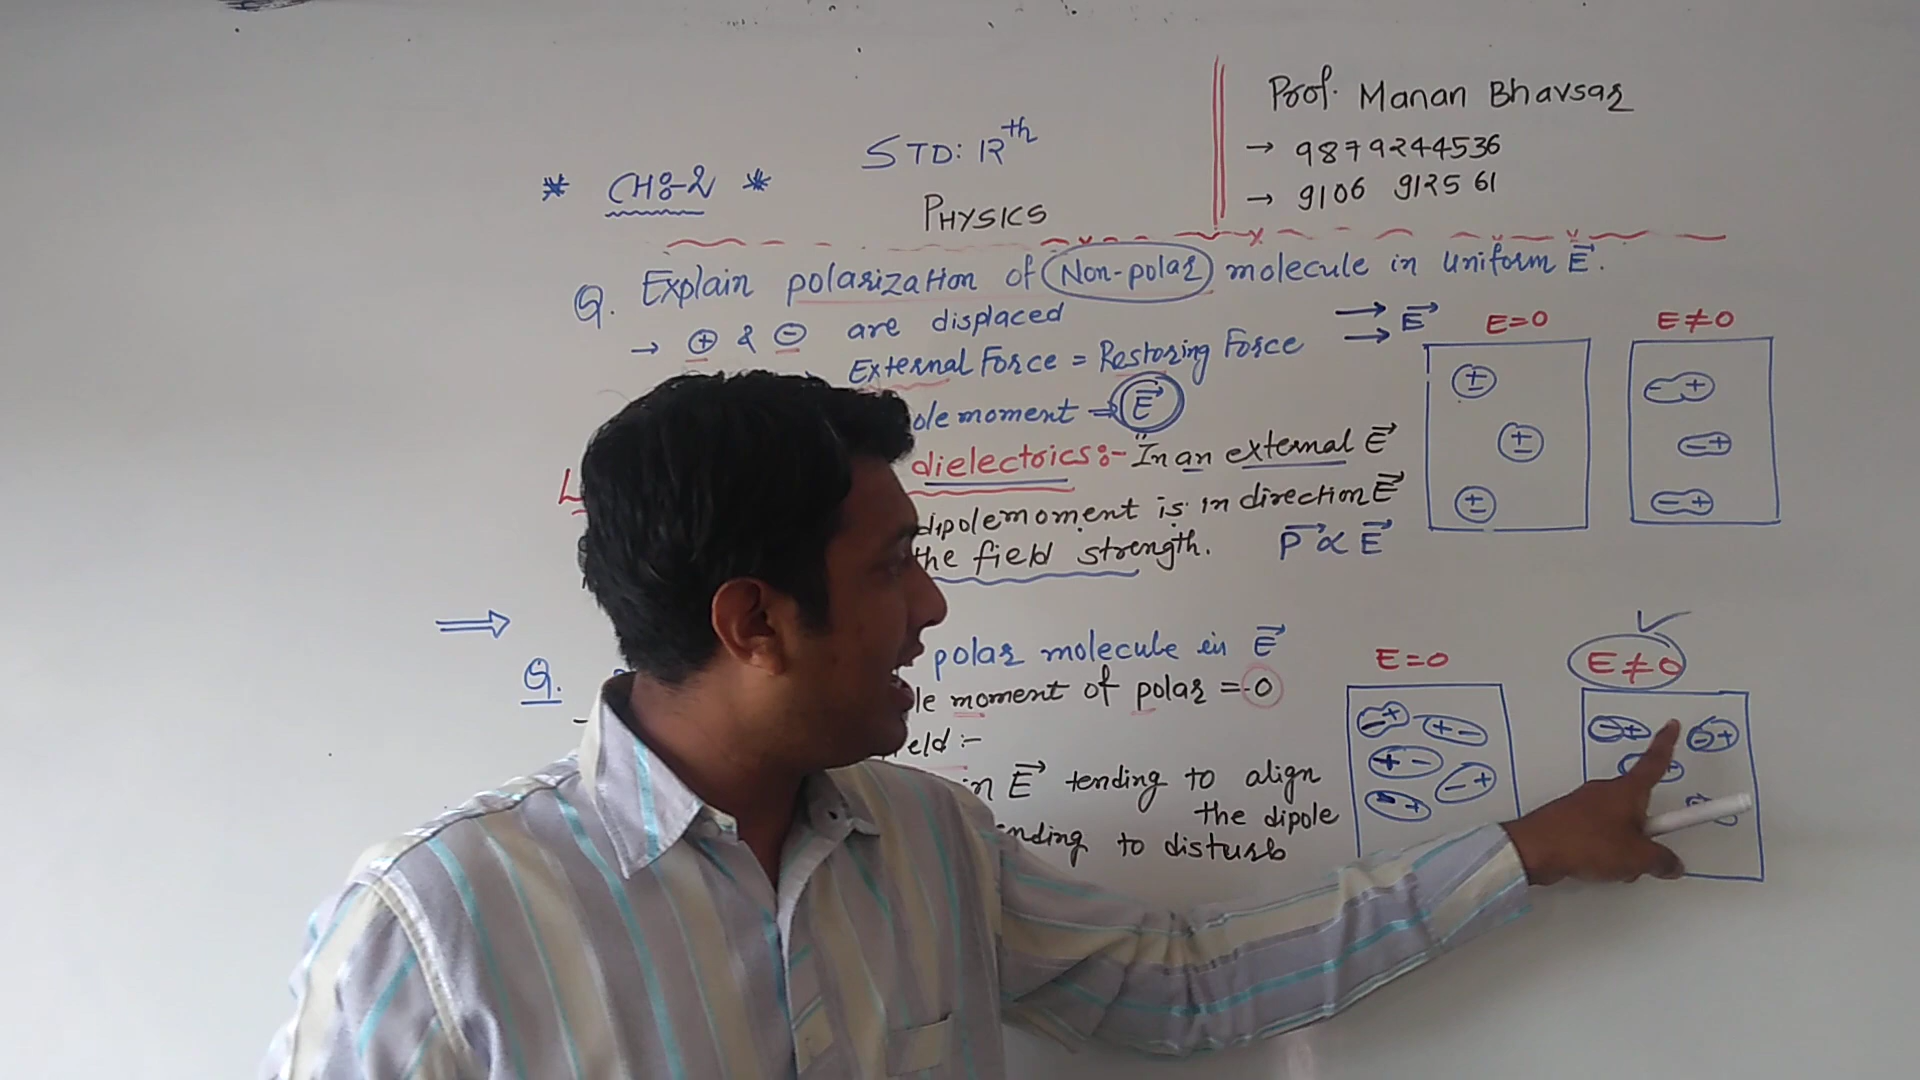 Prof. Manan Bhavsar
→ 9879244536
→ 9106 912561
STD: 12th
* CH:-2 *
PHYSICS
Q. Explain polarization of Non-polar molecule in uniform E⃗.
→ ⊕ & ⊖ are displaced
External Force = Restoring Force
ole moment ⇒ E⃗
dielectrics:- In an external E⃗
dipolemoment is in direction E⃗
the field strength. P⃗ ∝ E⃗
→ E⃗
→
E=0
E≠0
±
±
±
- +
- +
- +
⇒
Q. polar molecule in E⃗
le moment of polar = 0
eld :-
in E⃗ tending to align
the dipole
nding to disturb
E=0
E≠0
- +
+ -
+ -
- +
- +
- +
- +